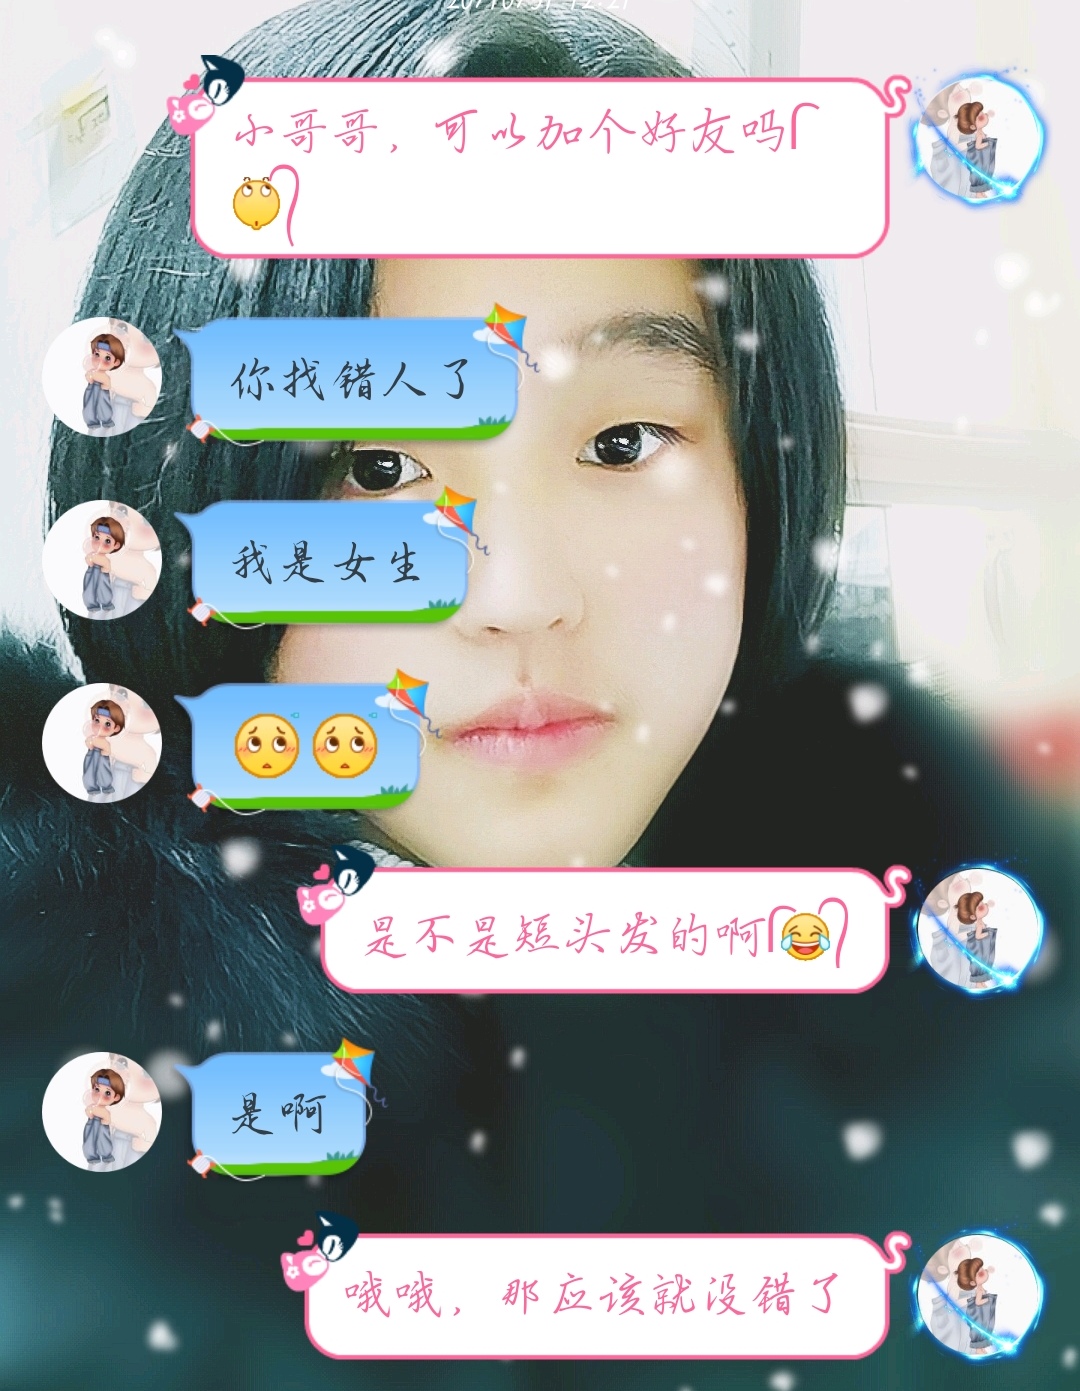 小哥哥，可以加个好友吗
你找错人了
我是女生
是不是短头发的啊
是啊
哦哦，那应该就没错了